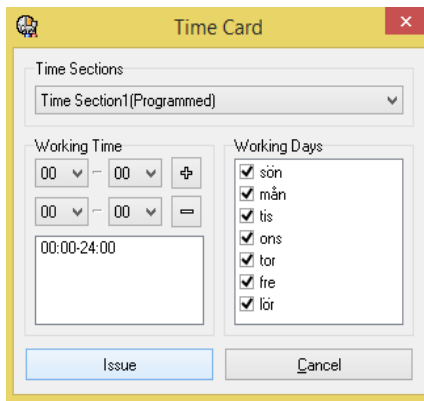 Time Card
Time Sections
Time Section1(Programmed)
Working Time
00 – 00
00 – 00
00:00-24:00
Working Days
sön
mån
tis
ons
tor
fre
lör
Issue
Cancel